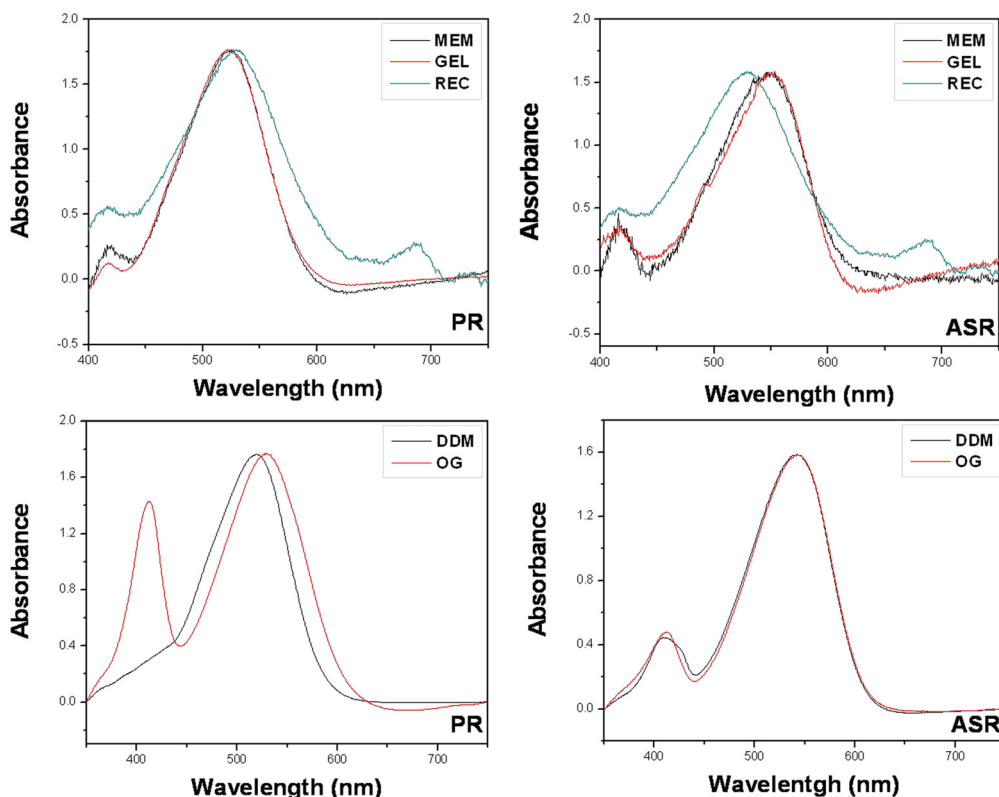 2.0
1.5
1.0
0.5
0.0
-0.5
Absorbance
MEM
GEL
REC
PR
400 500 600 700
Wavelength (nm)
2.0
1.5
1.0
0.5
0.0
-0.5
Absorbance
MEM
GEL
REC
ASR
400 500 600 700
Wavelength (nm)
2.0
1.6
1.2
0.8
0.4
0.0
Absorbance
DDM
OG
PR
400 500 600 700
Wavelength (nm)
1.6
1.2
0.8
0.4
0.0
Absorbance
DDM
OG
ASR
400 500 600 700
Wavelentgh (nm)